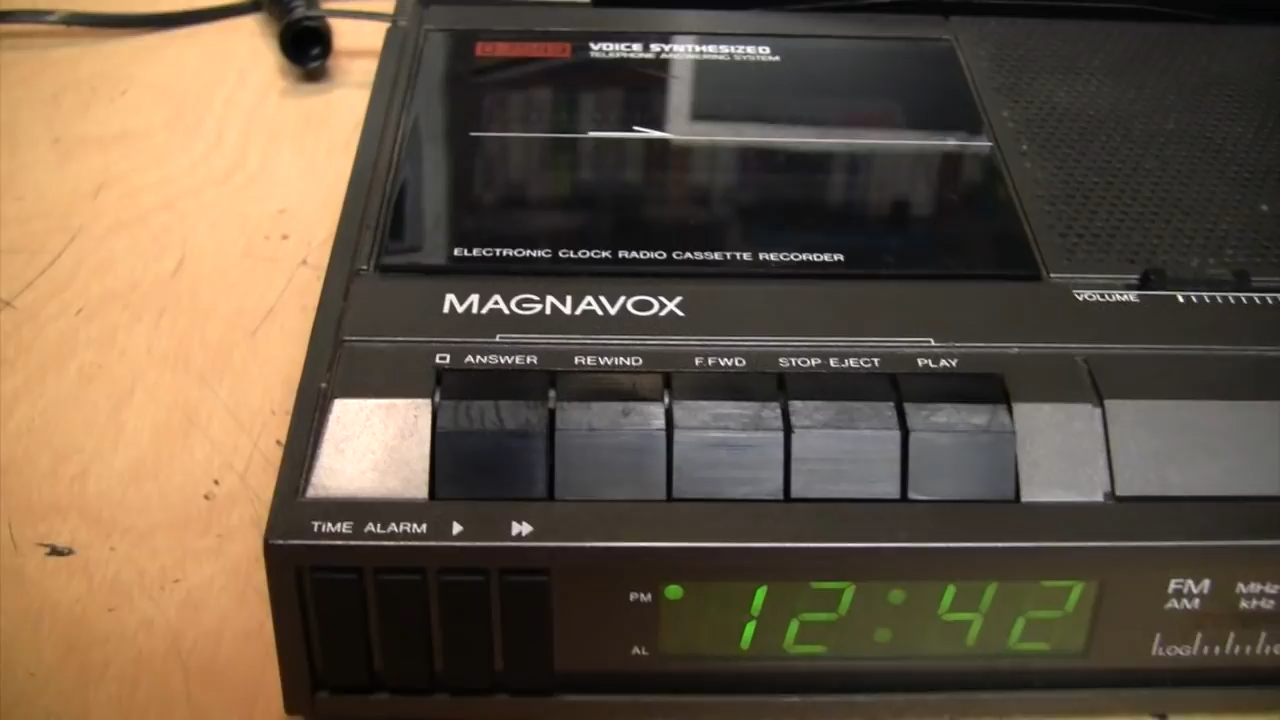 VOICE SYNTHESIZED
TELEPHONE ANSWERING SYSTEM
ELECTRONIC CLOCK RADIO CASSETTE RECORDER
MAGNAVOX
VOLUME
ANSWER REWIND F.FWD STOP·EJECT PLAY
TIME ALARM
PM 12:42
AL
FM MHz
AM kHz
LOG